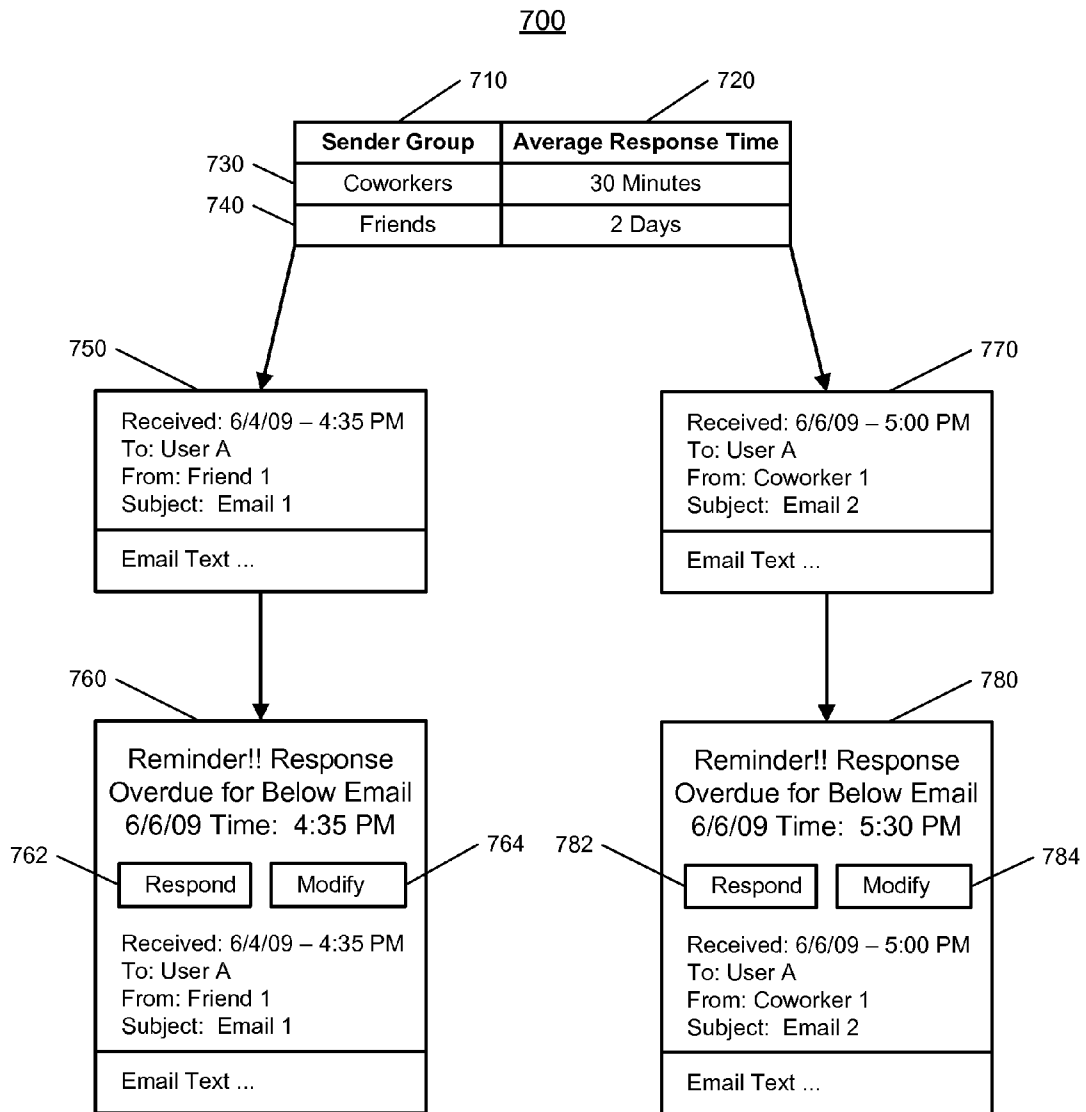 700
710
720
Sender Group
Average Response Time
730
Coworkers
30 Minutes
740
Friends
2 Days
750
Received: 6/4/09 – 4:35 PM
To: User A
From: Friend 1
Subject: Email 1
Email Text ...
770
Received: 6/6/09 – 5:00 PM
To: User A
From: Coworker 1
Subject: Email 2
Email Text ...
760
Reminder!! Response
Overdue for Below Email
6/6/09 Time: 4:35 PM
762
764
Respond
Modify
Received: 6/4/09 – 4:35 PM
To: User A
From: Friend 1
Subject: Email 1
Email Text ...
780
Reminder!! Response
Overdue for Below Email
6/6/09 Time: 5:30 PM
782
784
Respond
Modify
Received: 6/6/09 – 5:00 PM
To: User A
From: Coworker 1
Subject: Email 2
Email Text ...